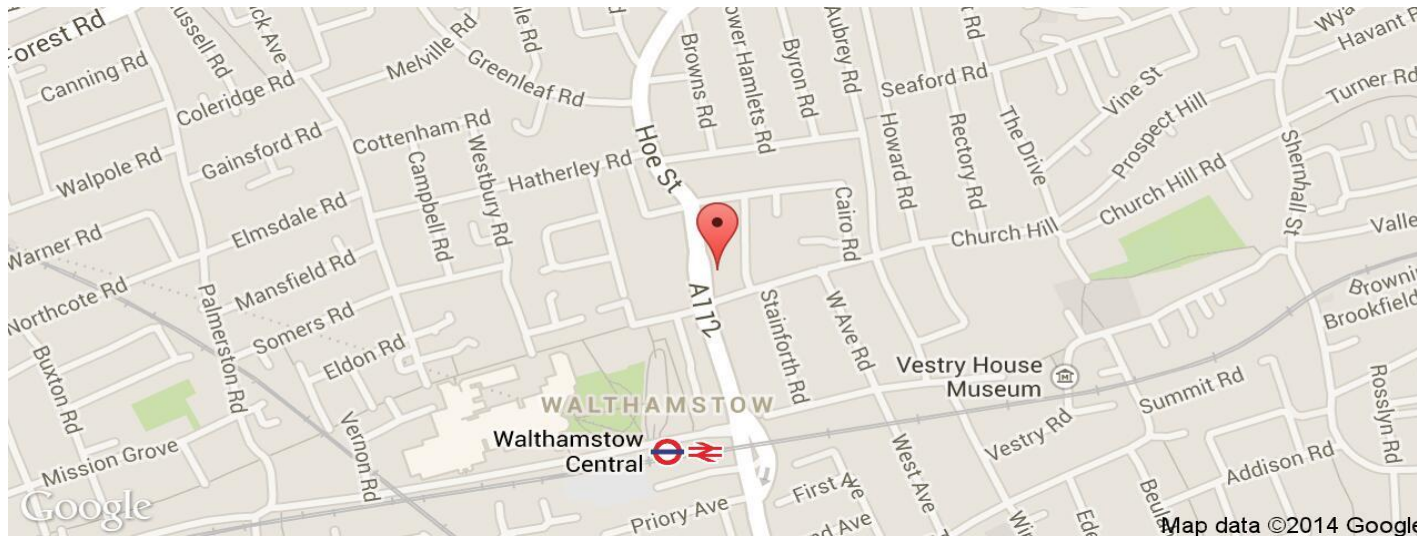 Forest Rd
Canning Rd
Russell Rd
Coleridge Rd
Melville Rd
Greenleaf Rd
Browns Rd
Byron Rd
Aubrey Rd
Seaford Rd
Vine St
Havant
Turner Rd
Walpole Rd
Gainsford Rd
Cottenham Rd
Campbell Rd
Westbury Rd
Hatherley Rd
Hoe St
Howard Rd
Rectory Rd
The Drive
Prospect Hill
Church Hill Rd
Shernhall St
Warner Rd
Elmsdale Rd
Cairo Rd
Church Hill
Northcote Rd
Mansfield Rd
Palmerston Rd
Somers Rd
Eldon Rd
A112
Stainforth Rd
W Ave Rd
Vestry House
Museum
Buxton Rd
WALTHAMSTOW
Summit Rd
Rosslyn Rd
Mission Grove
Vernon Rd
Walthamstow
Central
West Ave
Vestry Rd
Addison Rd
Priory Ave
First Ave
Google
Map data ©2014 Google